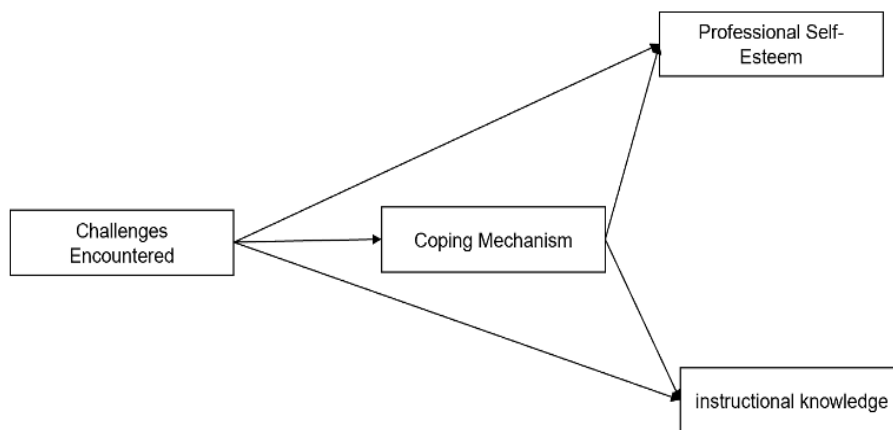 Professional Self-
Esteem
Challenges
Encountered
Coping Mechanism
instructional knowledge